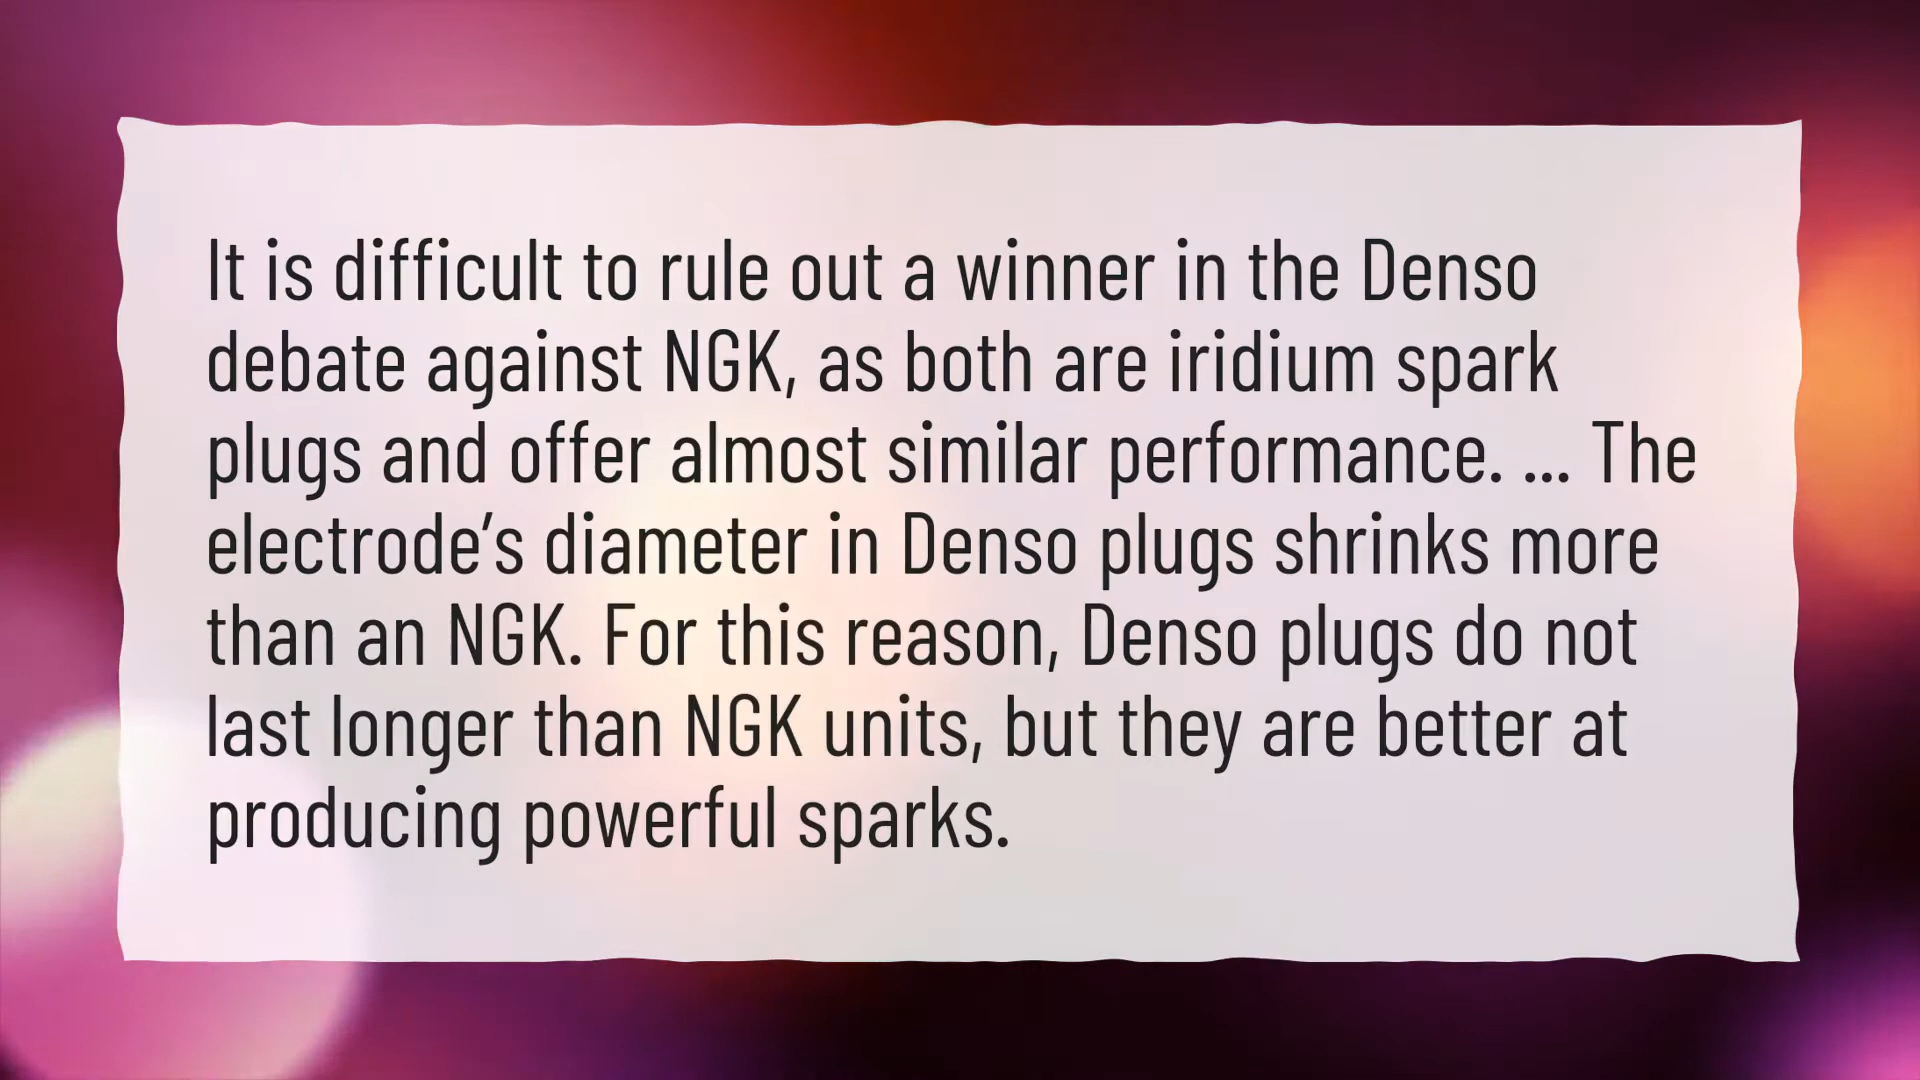 It is difficult to rule out a winner in the Denso
debate against NGK, as both are iridium spark
plugs and offer almost similar performance. ... The
electrode’s diameter in Denso plugs shrinks more
than an NGK. For this reason, Denso plugs do not
last longer than NGK units, but they are better at
producing powerful sparks.